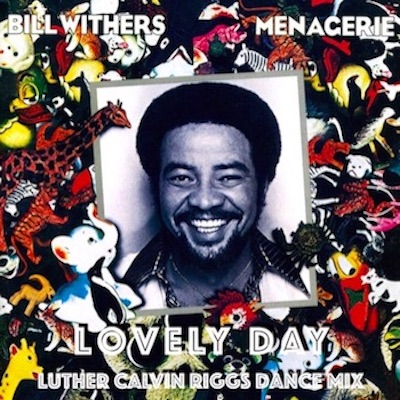 BILL WITHERS MENAGERIE
LOVELY DAY
LUTHER CALVIN RIGGS DANCE MIX